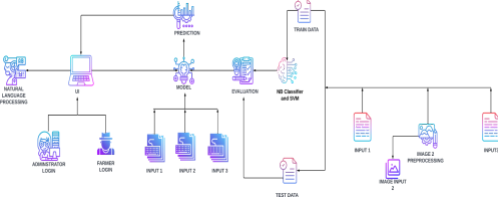 PREDICTION
TRAIN DATA
NATURAL
LANGUAGE
PROCESSING
UI
MODEL
EVALUATION
NB Classifier
and SVM
ADMINISTRATOR
LOGIN
FARMER
LOGIN
INPUT 1
INPUT 2
INPUT 3
INPUT 1
IMAGE 2
PREPROCESSING
IMAGE INPUT
2
TEST DATA